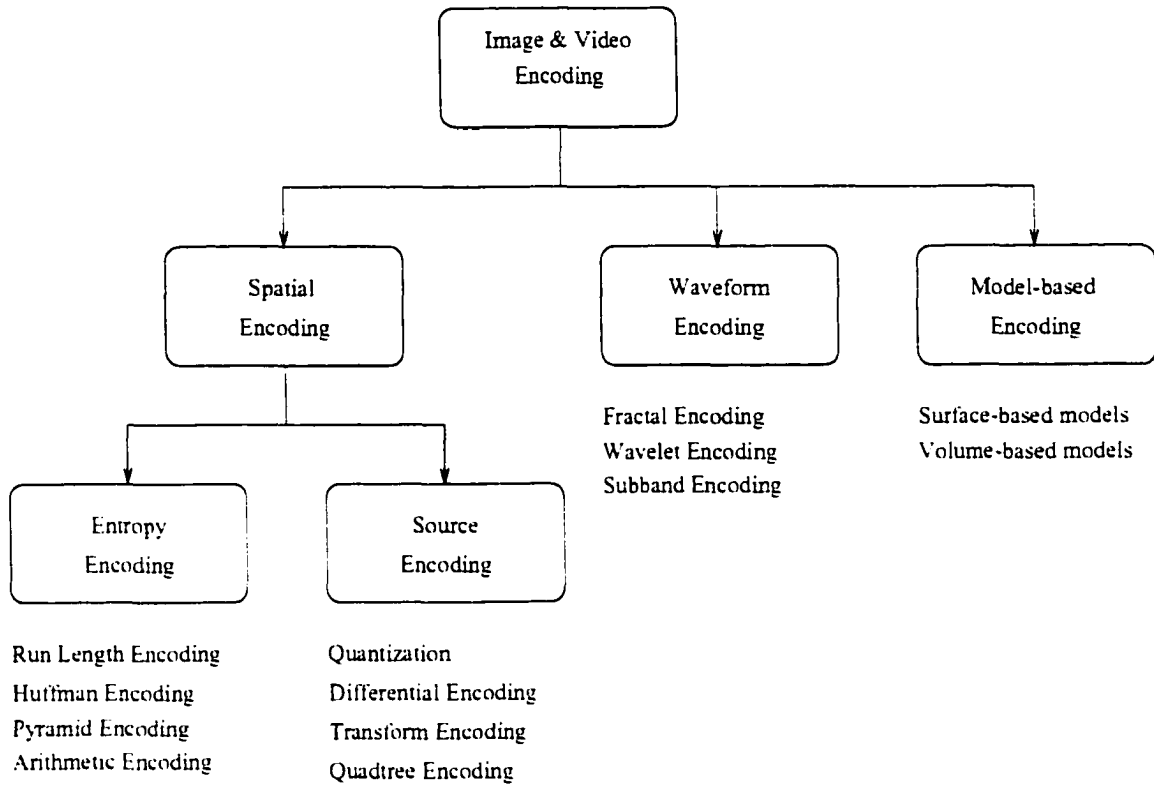 Image & Video
Encoding
Spatial
Encoding
Waveform
Encoding
Model-based
Encoding
Fractal Encoding
Wavelet Encoding
Subband Encoding
Surface-based models
Volume-based models
Entropy
Encoding
Source
Encoding
Run Length Encoding
Huffman Encoding
Pyramid Encoding
Arithmetic Encoding
Quantization
Differential Encoding
Transform Encoding
Quadtree Encoding